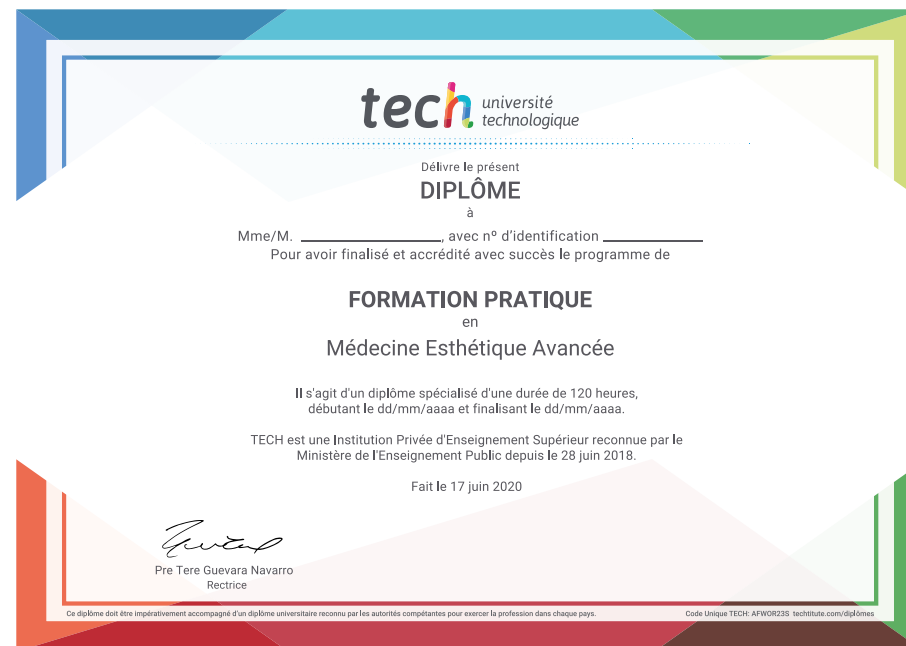 tech université
technologique
Délivre le présent
DIPLÔME
à
Mme/M. ____________________, avec nº d'identification ______________
Pour avoir finalisé et accrédité avec succès le programme de
FORMATION PRATIQUE
en
Médecine Esthétique Avancée
Il s'agit d'un diplôme spécialisé d'une durée de 120 heures,
débutant le dd/mm/aaaa et finalisant le dd/mm/aaaa.
TECH est une Institution Privée d'Enseignement Supérieur reconnue par le
Ministère de l'Enseignement Public depuis le 28 juin 2018.
Fait le 17 juin 2020
Pre Tere Guevara Navarro
Rectrice
Ce diplôme doit être impérativement accompagné d'un diplôme universitaire reconnu par les autorités compétantes pour exercer la profession dans chaque pays.
Code Unique TECH: AFWOR23S techtitute.com/diplômes